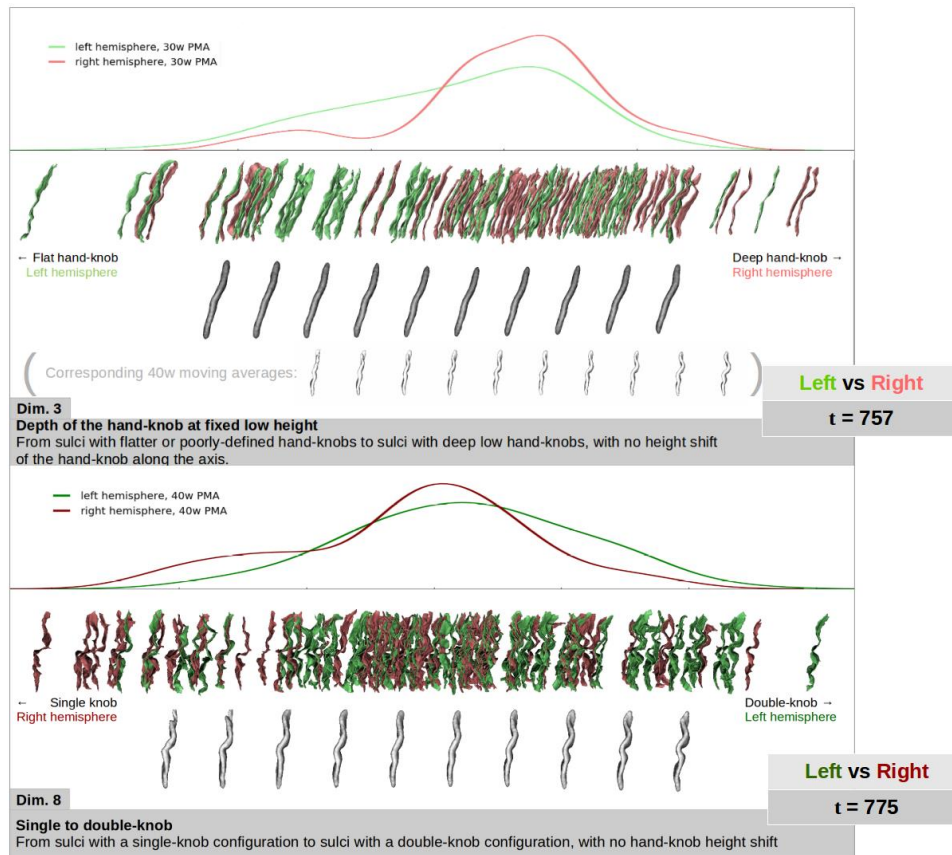 left hemisphere, 30w PMA
right hemisphere, 30w PMA
← Flat hand-knob
Left hemisphere
Deep hand-knob →
Right hemisphere
( Corresponding 40w moving averages: )
Left vs Right
t = 757
Dim. 3
Depth of the hand-knob at fixed low height
From sulci with flatter or poorly-defined hand-knobs to sulci with deep low hand-knobs, with no height shift
of the hand-knob along the axis.
left hemisphere, 40w PMA
right hemisphere, 40w PMA
← Single knob
Right hemisphere
Double-knob →
Left hemisphere
Left vs Right
t = 775
Dim. 8
Single to double-knob
From sulci with a single-knob configuration to sulci with a double-knob configuration, with no hand-knob height shift